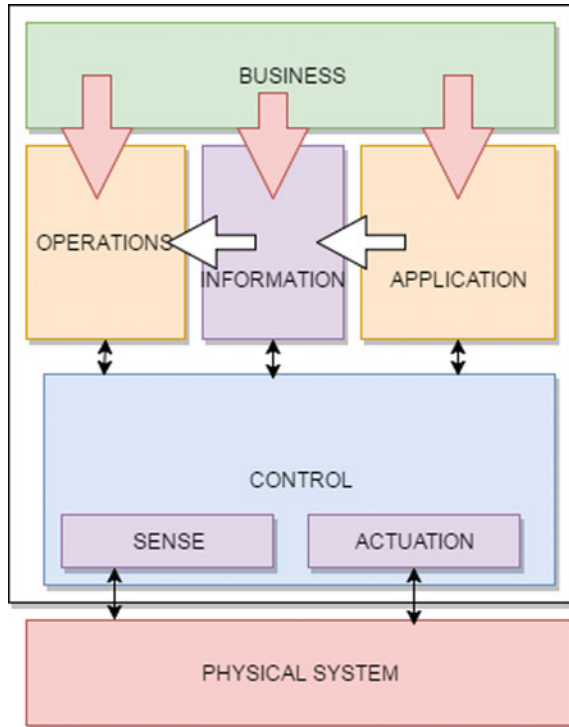 BUSINESS
OPERATIONS
INFORMATION
APPLICATION
CONTROL
SENSE
ACTUATION
PHYSICAL SYSTEM